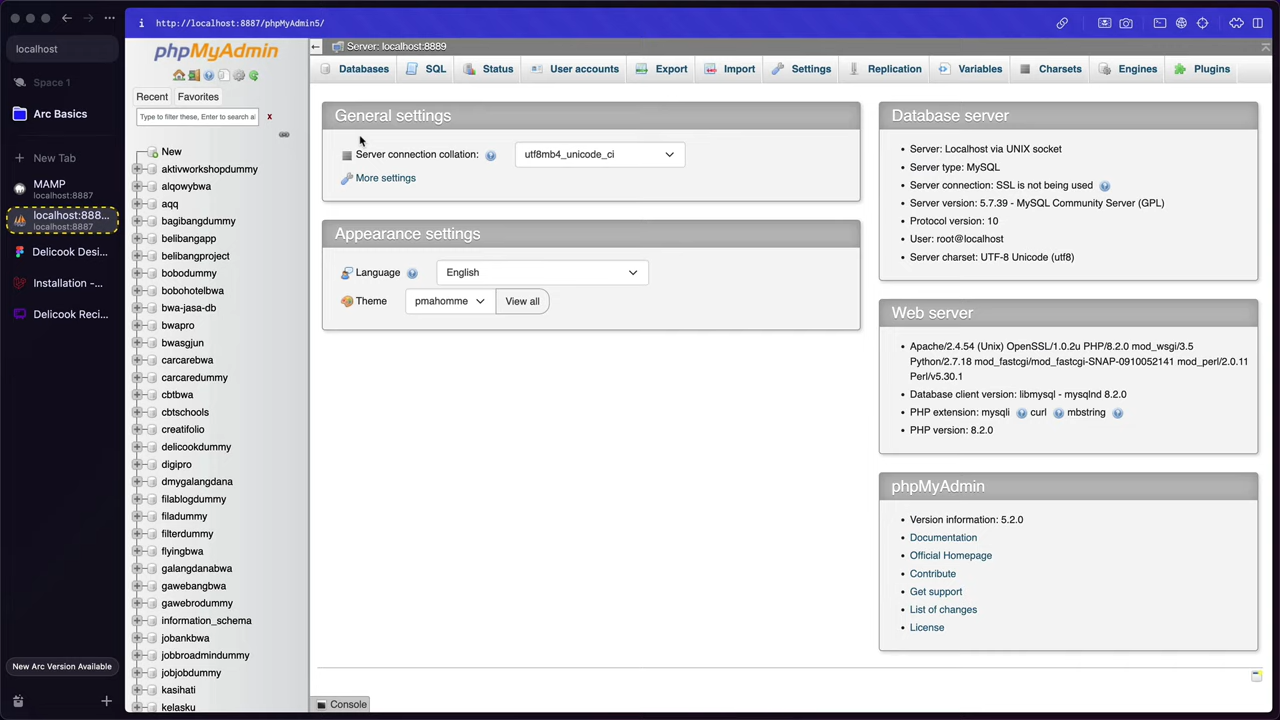 http://localhost:8887/phpMyAdmin5/
localhost
Space 1
Arc Basics
New Tab
MAMP
localhost:8887
localhost:888...
localhost:8887
Delicook Desi...
Installation -...
Delicook Reci...
New Arc Version Available
phpMyAdmin
Recent
Favorites
Type to filter these, Enter to search al
x
New
aktivworkshopdummy
alqowybwa
aqq
bagibangdummy
belibangapp
belibangproject
bobodummy
bobohotelbwa
bwa-jasa-db
bwapro
bwasgjun
carcarebwa
carcaredummy
cbtbwa
cbtschools
creatifolio
delicookdummy
digipro
dmygalangdana
filablogdummy
filadummy
filterdummy
flyingbwa
galangdanabwa
gawebangbwa
gawebrodummy
information_schema
jobankbwa
jobbroadmindummy
jobjobdummy
kasihati
kelasku
Server: localhost:8889
Databases
SQL
Status
User accounts
Export
Import
Settings
Replication
Variables
Charsets
Engines
Plugins
General settings
Server connection collation:
utf8mb4_unicode_ci
More settings
Appearance settings
Language
English
Theme
pmahomme
View all
Database server
Server: Localhost via UNIX socket
Server type: MySQL
Server connection: SSL is not being used
Server version: 5.7.39 - MySQL Community Server (GPL)
Protocol version: 10
User: root@localhost
Server charset: UTF-8 Unicode (utf8)
Web server
Apache/2.4.54 (Unix) OpenSSL/1.0.2u PHP/8.2.0 mod_wsgi/3.5
Python/2.7.18 mod_fastcgi/mod_fastcgi-SNAP-0910052141 mod_perl/2.0.11
Perl/v5.30.1
Database client version: libmysql - mysqlnd 8.2.0
PHP extension: mysqli curl mbstring
PHP version: 8.2.0
phpMyAdmin
Version information: 5.2.0
Documentation
Official Homepage
Contribute
Get support
List of changes
License
Console